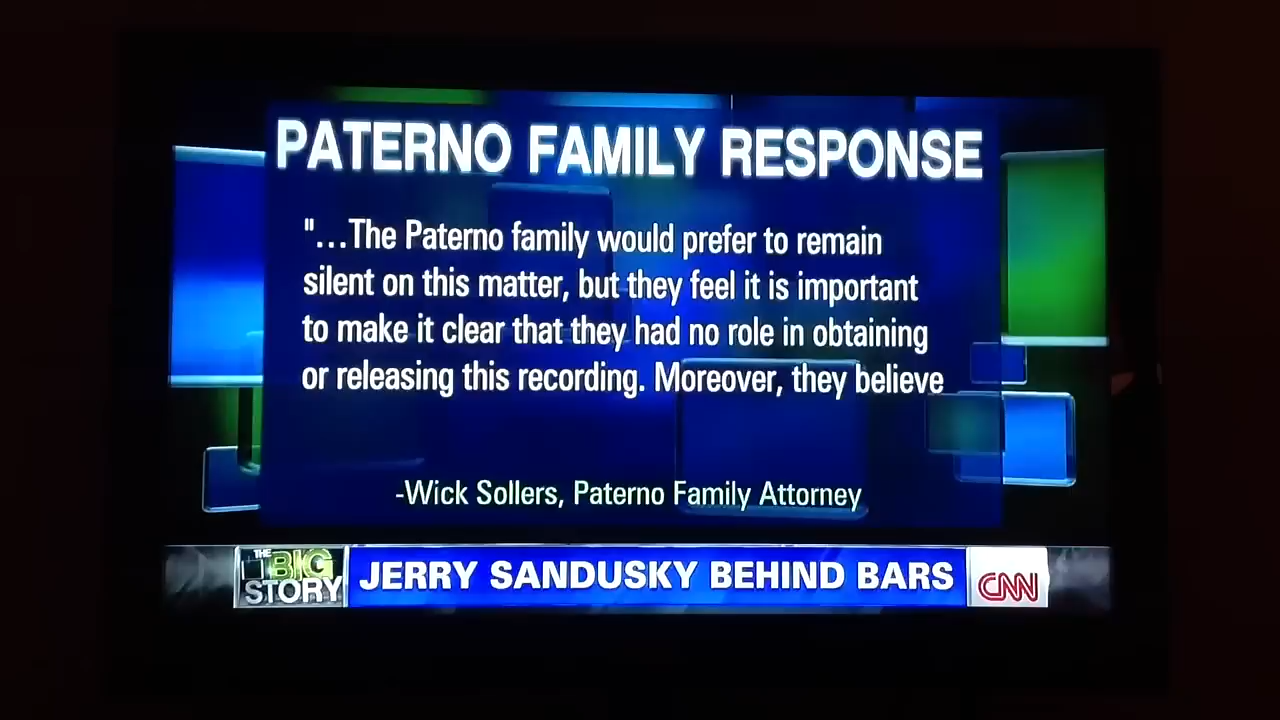 PATERNO FAMILY RESPONSE
"...The Paterno family would prefer to remain
silent on this matter, but they feel it is important
to make it clear that they had no role in obtaining
or releasing this recording. Moreover, they believe
-Wick Sollers, Paterno Family Attorney
THE
BIG
STORY
JERRY SANDUSKY BEHIND BARS
CNN